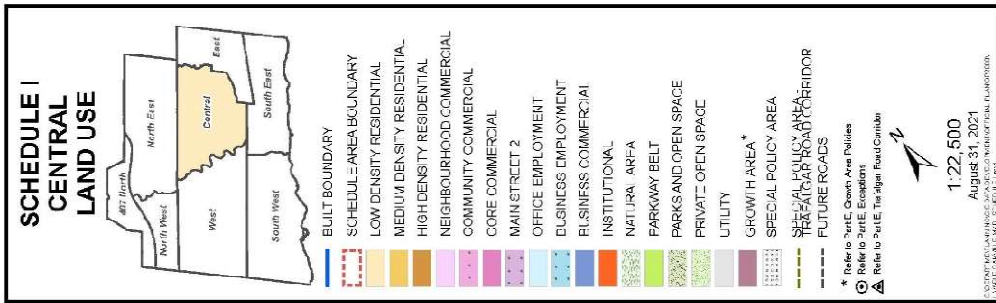 SCHEDULE I
CENTRAL
LAND USE
407 North
North West
North East
East
Central
West
South West
South East
BUILT BOUNDARY
SCHEDULE AREA BOUNDARY
LOW DENSITY RESIDENTIAL
MEDIUM DENSITY RESIDENTIAL
HIGH DENSITY RESIDENTIAL
NEIGHBOURHOOD COMMERCIAL
COMMUNITY COMMERCIAL
CORE COMMERCIAL
MAIN STREET 2
OFFICE EMPLOYMENT
BUSINESS EMPLOYMENT
BUSINESS COMMERCIAL
INSTITUTIONAL
NATURAL AREA
PARKWAY BELT
PARKS AND OPEN SPACE
PRIVATE OPEN SPACE
UTILITY
GROWTH AREA*
SPECIAL POLICY AREA
SPECIAL POLICY AREA -
TRAFALGAR ROAD CORRIDOR
FUTURE ROADS
* Refer to Part E, Growth Area Policies
Refer to Part E, Exceptions
Refer to Part E, Trafalgar Road Corridor
1:22,500
August 31, 2021